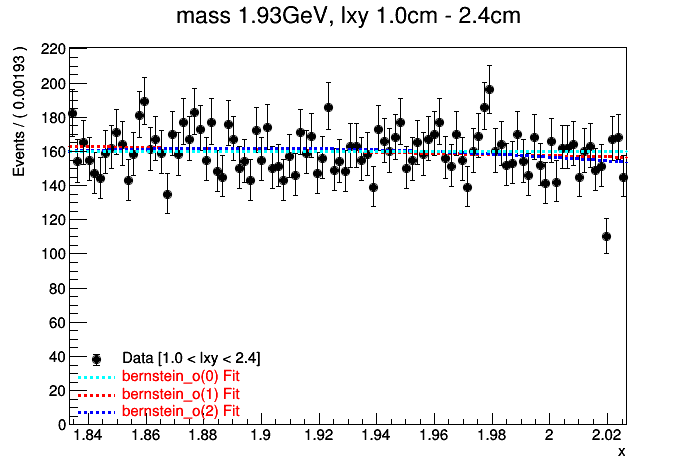 mass 1.93GeV, lxy 1.0cm - 2.4cm
Events / ( 0.00193 )
220
200
180
160
140
120
100
80
60
40
20
0
Data [1.0 < lxy < 2.4]
bernstein_o(0) Fit
bernstein_o(1) Fit
bernstein_o(2) Fit
1.84 1.86 1.88 1.9 1.92 1.94 1.96 1.98 2 2.02
x